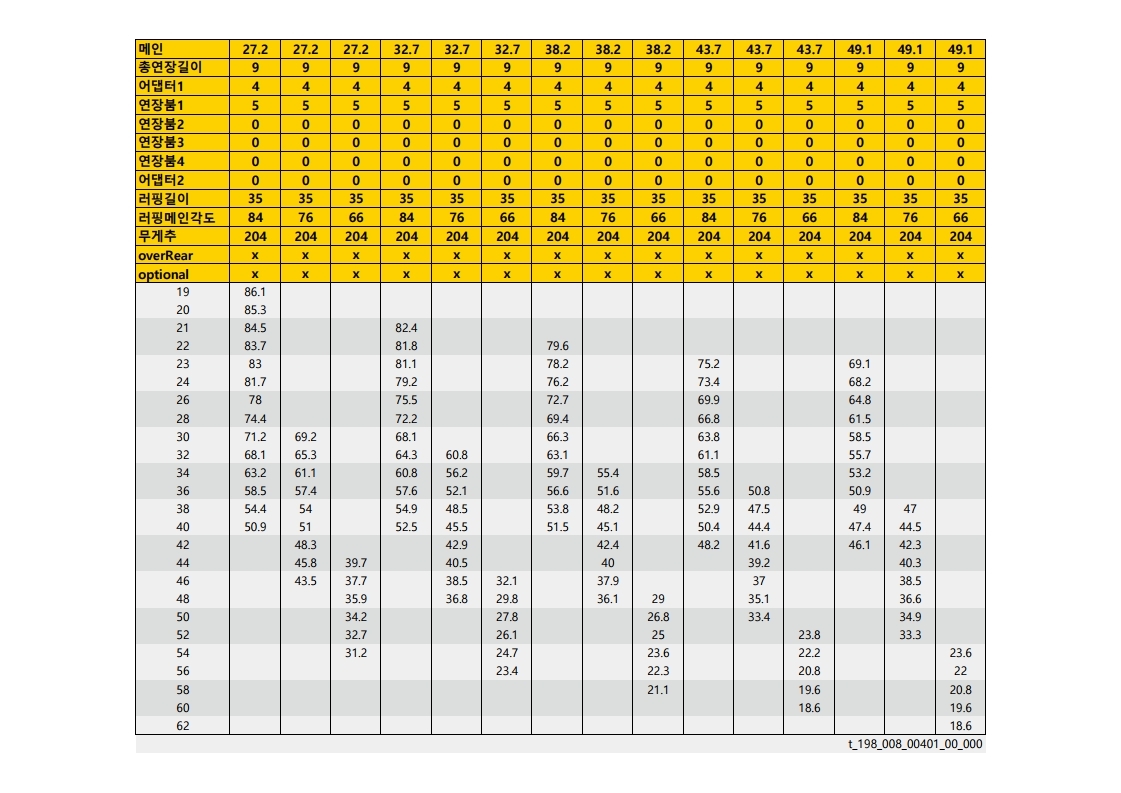 메인 27.2 27.2 27.2 32.7 32.7 32.7 38.2 38.2 38.2 43.7 43.7 43.7 49.1 49.1 49.1
총연장길이 9 9 9 9 9 9 9 9 9 9 9 9 9 9 9
어댑터1 4 4 4 4 4 4 4 4 4 4 4 4 4 4 4
연장붐1 5 5 5 5 5 5 5 5 5 5 5 5 5 5 5
연장붐2 0 0 0 0 0 0 0 0 0 0 0 0 0 0 0
연장붐3 0 0 0 0 0 0 0 0 0 0 0 0 0 0 0
연장붐4 0 0 0 0 0 0 0 0 0 0 0 0 0 0 0
어댑터2 0 0 0 0 0 0 0 0 0 0 0 0 0 0 0
러핑길이 35 35 35 35 35 35 35 35 35 35 35 35 35 35 35
러핑메인각도 84 76 66 84 76 66 84 76 66 84 76 66 84 76 66
무게추 204 204 204 204 204 204 204 204 204 204 204 204 204 204 204
overRear x x x x x x x x x x x x x x x
optional x x x x x x x x x x x x x x x
19 86.1
20 85.3
21 84.5 82.4
22 83.7 81.8 79.6
23 83 81.1 78.2 75.2 69.1
24 81.7 79.2 76.2 73.4 68.2
26 78 75.5 72.7 69.9 64.8
28 74.4 72.2 69.4 66.8 61.5
30 71.2 69.2 68.1 66.3 63.8 58.5
32 68.1 65.3 64.3 60.8 63.1 61.1 55.7
34 63.2 61.1 60.8 56.2 59.7 55.4 58.5 53.2
36 58.5 57.4 57.6 52.1 56.6 51.6 55.6 50.8 50.9
38 54.4 54 54.9 48.5 53.8 48.2 52.9 47.5 49 47
40 50.9 51 52.5 45.5 51.5 45.1 50.4 44.4 47.4 44.5
42 48.3 42.9 42.4 48.2 41.6 46.1 42.3
44 45.8 39.7 40.5 40 39.2 40.3
46 43.5 37.7 38.5 32.1 37.9 37 38.5
48 35.9 36.8 29.8 36.1 29 35.1 36.6
50 34.2 27.8 26.8 33.4 34.9
52 32.7 26.1 25 23.8 33.3
54 31.2 24.7 23.6 22.2 23.6
56 23.4 22.3 20.8 22
58 21.1 19.6 20.8
60 18.6 19.6
62 18.6
t_198_008_00401_00_000